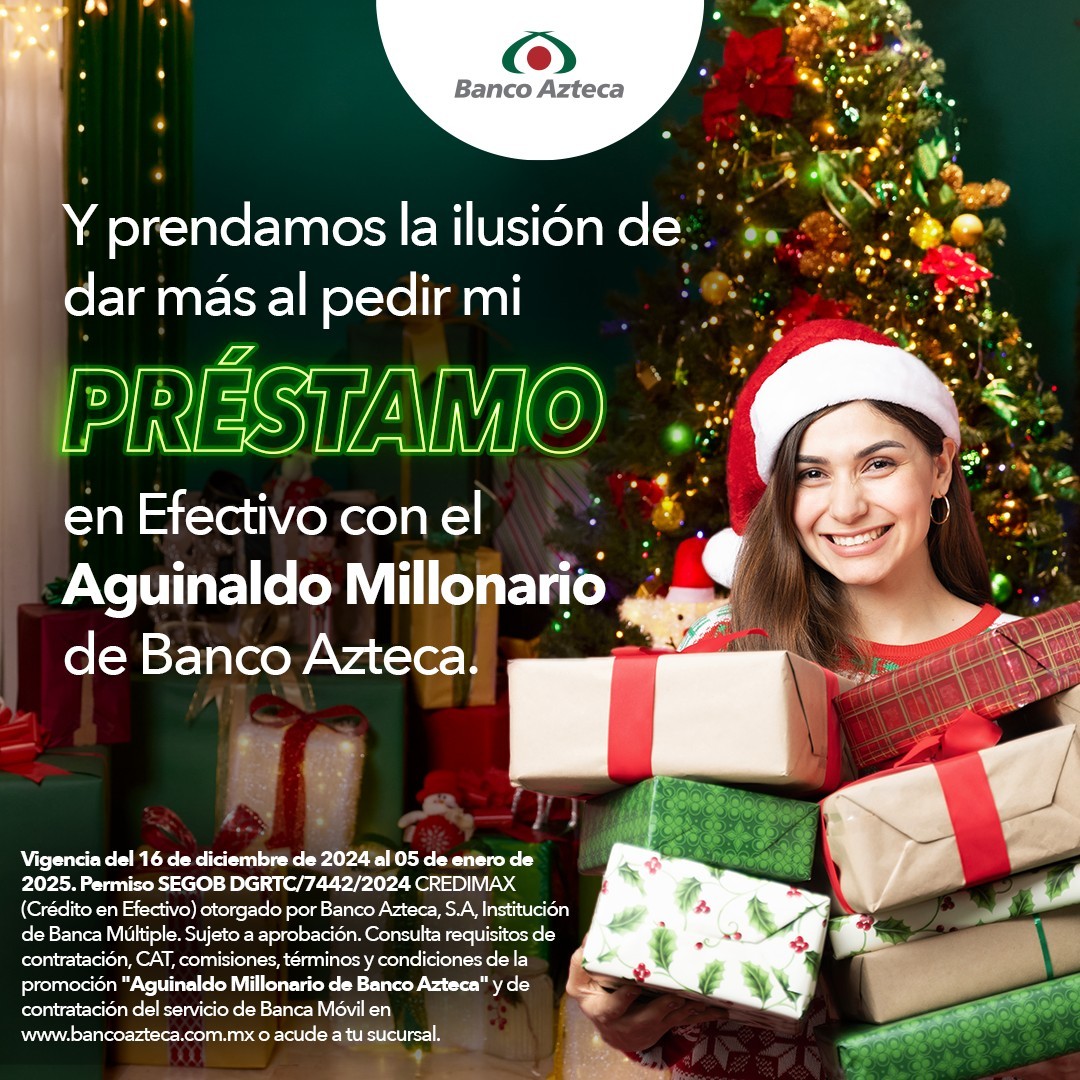 Banco Azteca
Y prendamos la ilusión de
dar más al pedir mi
PRÉSTAMO
en Efectivo con el
Aguinaldo Millonario
de Banco Azteca.
Vigencia del 16 de diciembre de 2024 al 05 de enero de
2025. Permiso SEGOB DGRTC/7442/2024 CREDIMAX
(Crédito en Efectivo) otorgado por Banco Azteca, S.A, Institución
de Banca Múltiple. Sujeto a aprobación. Consulta requisitos de
contratación, CAT, comisiones, términos y condiciones de la
promoción "Aguinaldo Millonario de Banco Azteca" y de
contratación del servicio de Banca Móvil en
www.bancoazteca.com.mx o acude a tu sucursal.